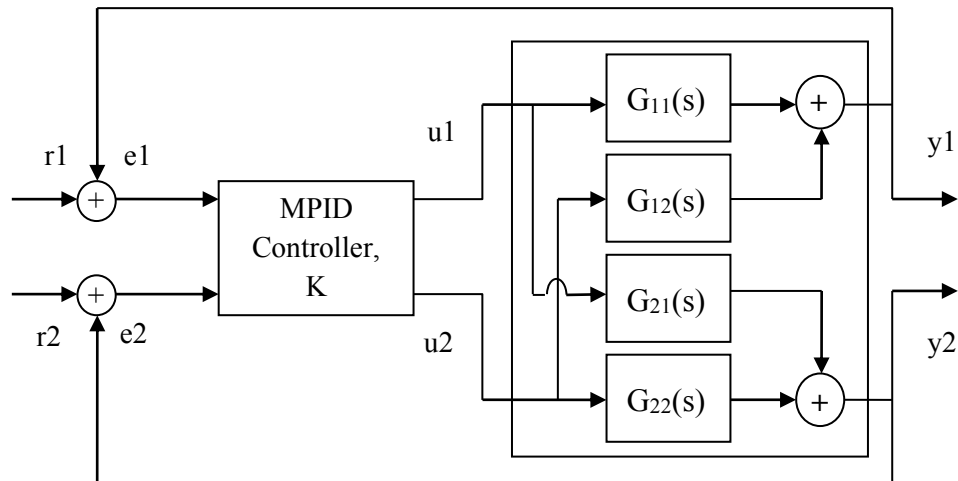 G₁₁(s)
+
u1
y1
r1
e1
+
MPID
Controller,
K
G₁₂(s)
+
r2
e2
u2
G₂₁(s)
y2
G₂₂(s)
+